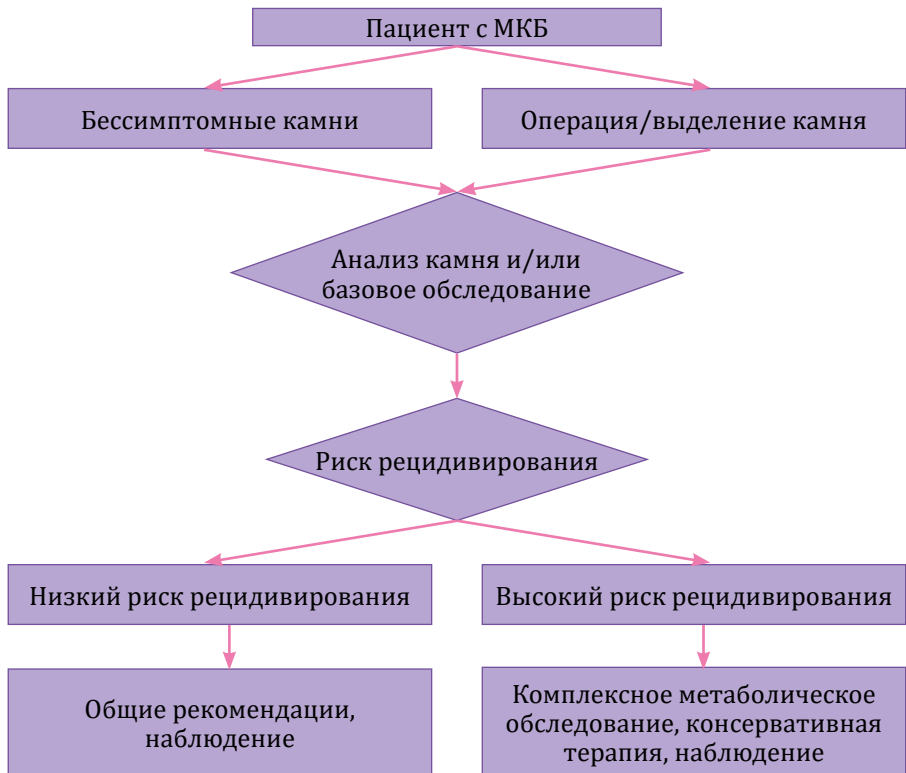 Пациент с МКБ
Бессимптомные камни
Операция/выделение камня
Анализ камня и/или
базовое обследование
Риск рецидивирования
Низкий риск рецидивирования
Высокий риск рецидивирования
Общие рекомендации,
наблюдение
Комплексное метаболическое
обследование, консервативная
терапия, наблюдение